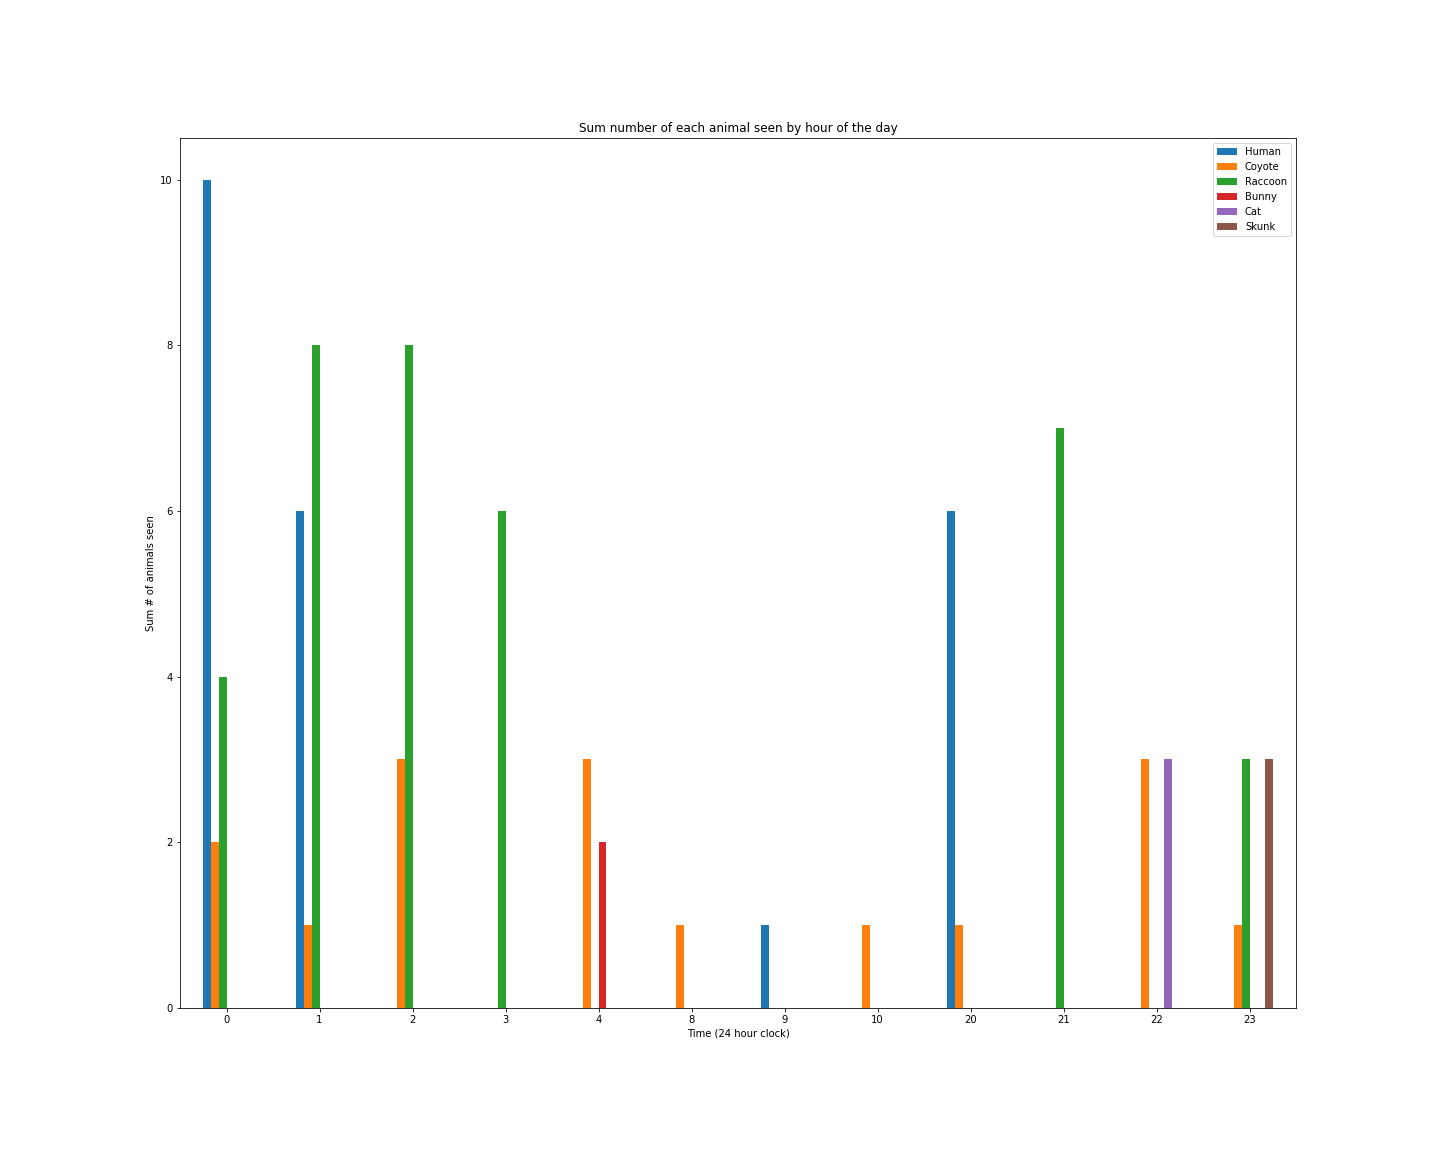 Sum number of each animal seen by hour of the day
Human
Coyote
Raccoon
Bunny
Cat
Skunk
10
8
6
4
2
0
Sum # of animals seen
0 1 2 3 4 8 9 10 20 21 22 23
Time (24 hour clock)